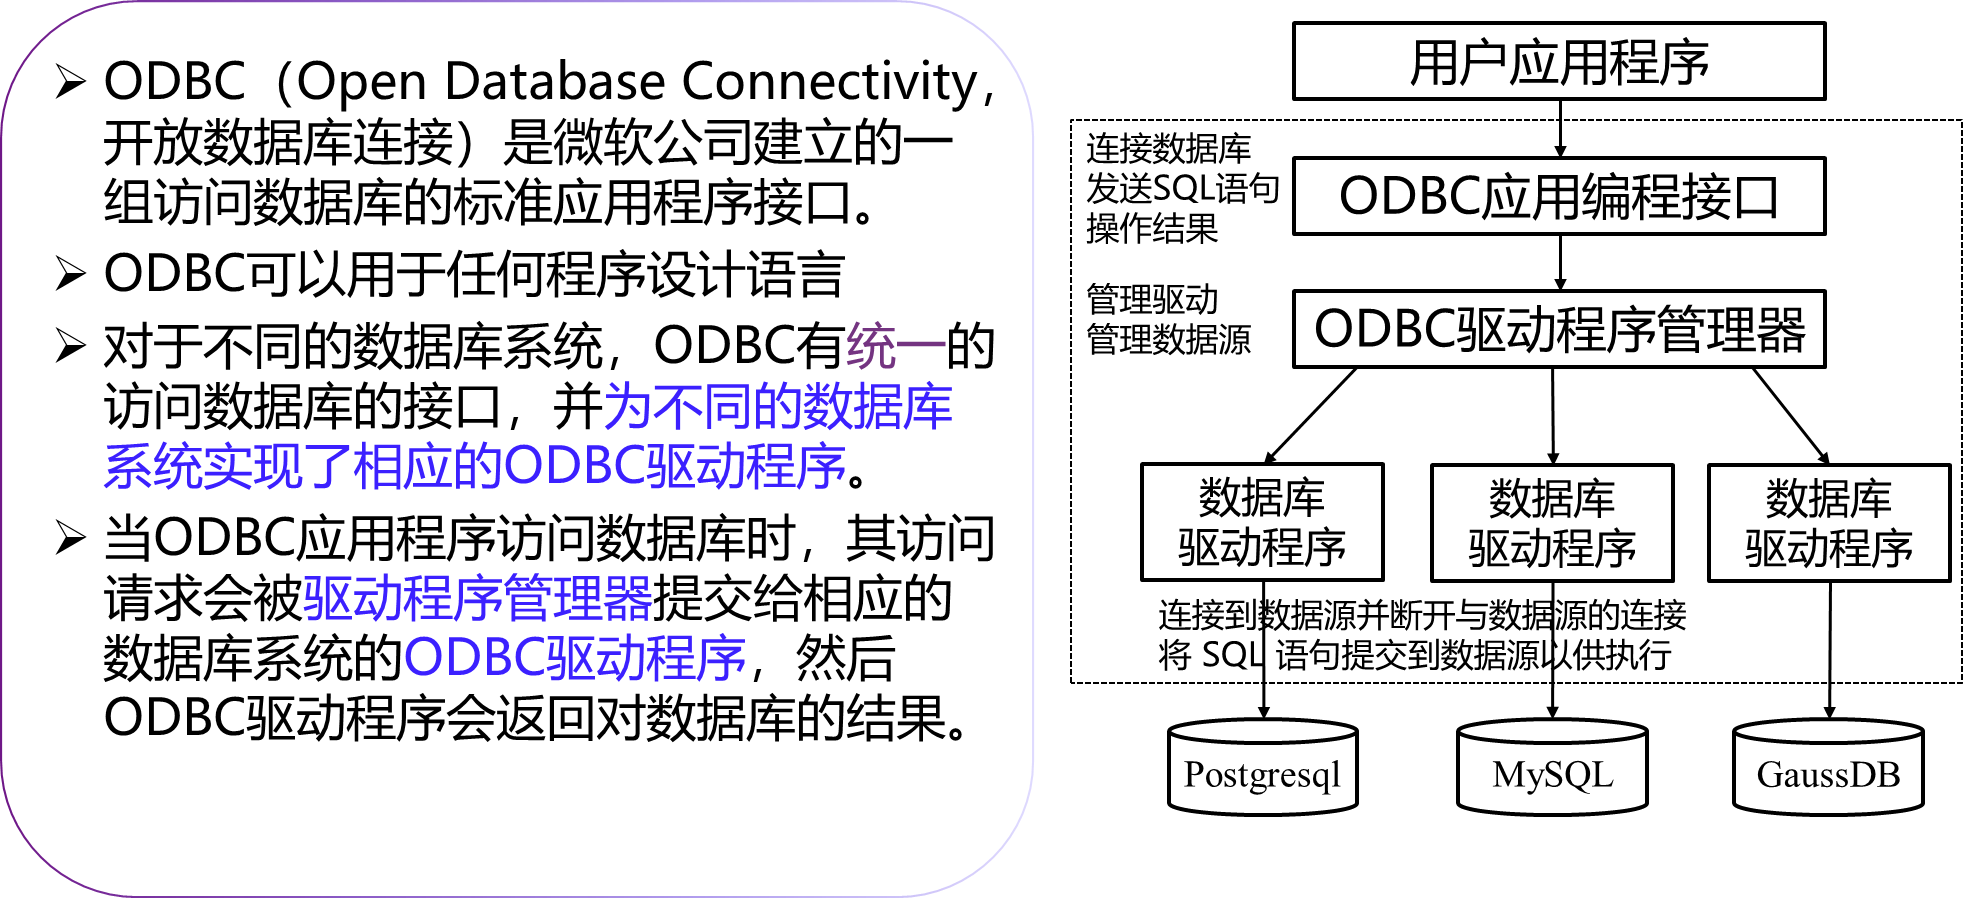 ODBC（Open Database Connectivity，
开放数据库连接）是微软公司建立的一
组访问数据库的标准应用程序接口。
ODBC可以用于任何程序设计语言
对于不同的数据库系统，ODBC有统一的
访问数据库的接口，并为不同的数据库
系统实现了相应的ODBC驱动程序。
当ODBC应用程序访问数据库时，其访问
请求会被驱动程序管理器提交给相应的
数据库系统的ODBC驱动程序，然后
ODBC驱动程序会返回对数据库的结果。
用户应用程序
连接数据库
发送SQL语句
操作结果
ODBC应用编程接口
管理驱动
管理数据源
ODBC驱动程序管理器
数据库
驱动程序
数据库
驱动程序
数据库
驱动程序
连接到数据源并断开与数据源的连接
将 SQL 语句提交到数据源以供执行
Postgresql
MySQL
GaussDB